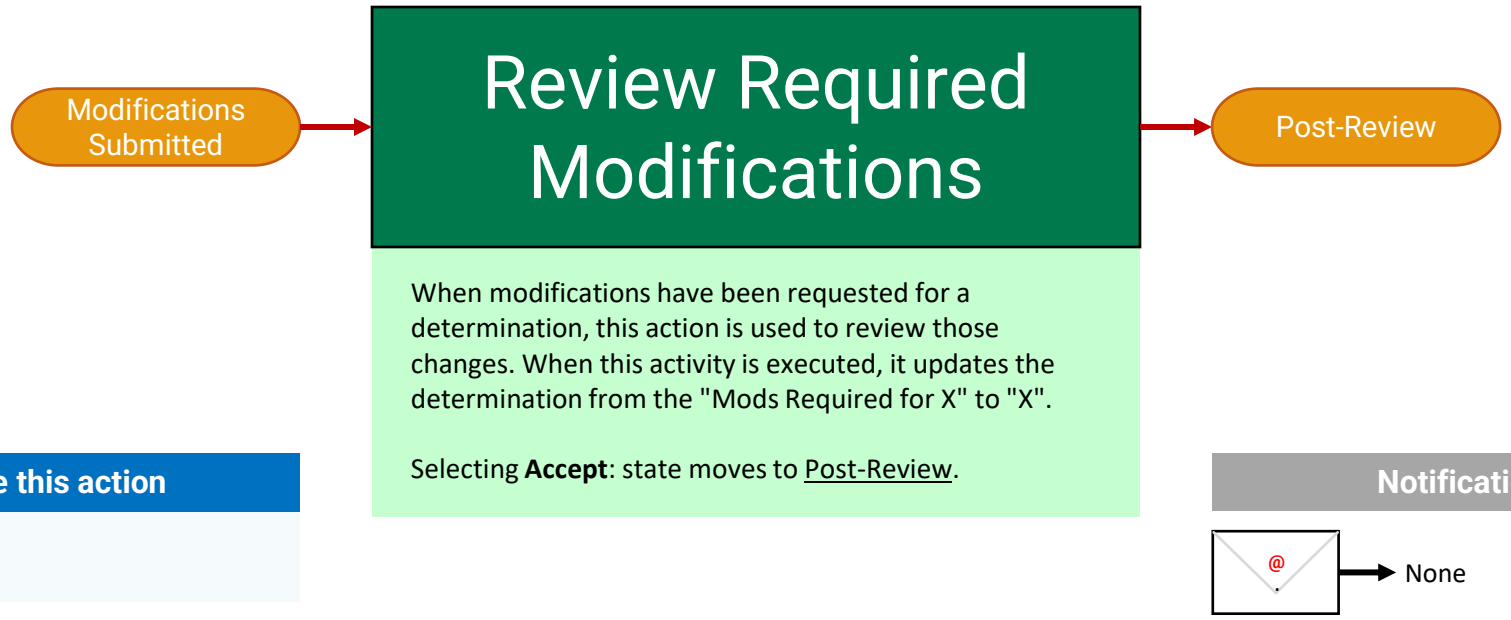 Modifications
Submitted
Review Required
Modifications
Post-Review
When modifications have been requested for a
determination, this action is used to review those
changes. When this activity is executed, it updates the
determination from the "Mods Required for X" to "X".
Selecting Accept: state moves to Post-Review.
this action
@
None